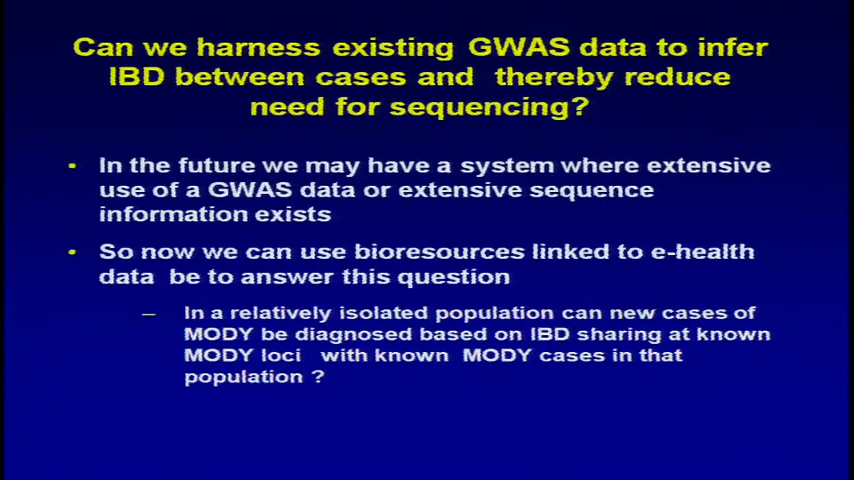 Can we harness existing GWAS data to infer
IBD between cases and thereby reduce
need for sequencing?
• In the future we may have a system where extensive
use of a GWAS data or extensive sequence
information exists
• So now we can use bioresources linked to e-health
data be to answer this question
– In a relatively isolated population can new cases of
MODY be diagnosed based on IBD sharing at known
MODY loci with known MODY cases in that
population ?